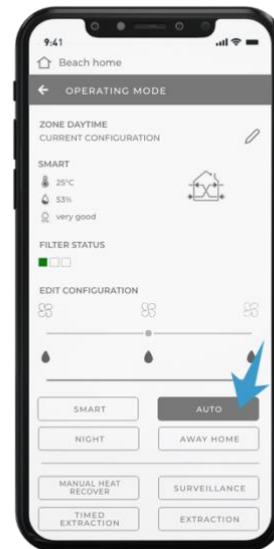 9:41
Beach home
OPERATING MODE
ZONE DAYTIME
CURRENT CONFIGURATION
SMART
25°C
53%
very good
FILTER STATUS
EDIT CONFIGURATION
SMART
AUTO
NIGHT
AWAY HOME
MANUAL HEAT
RECOVER
SURVEILLANCE
TIMED
EXTRACTION
EXTRACTION